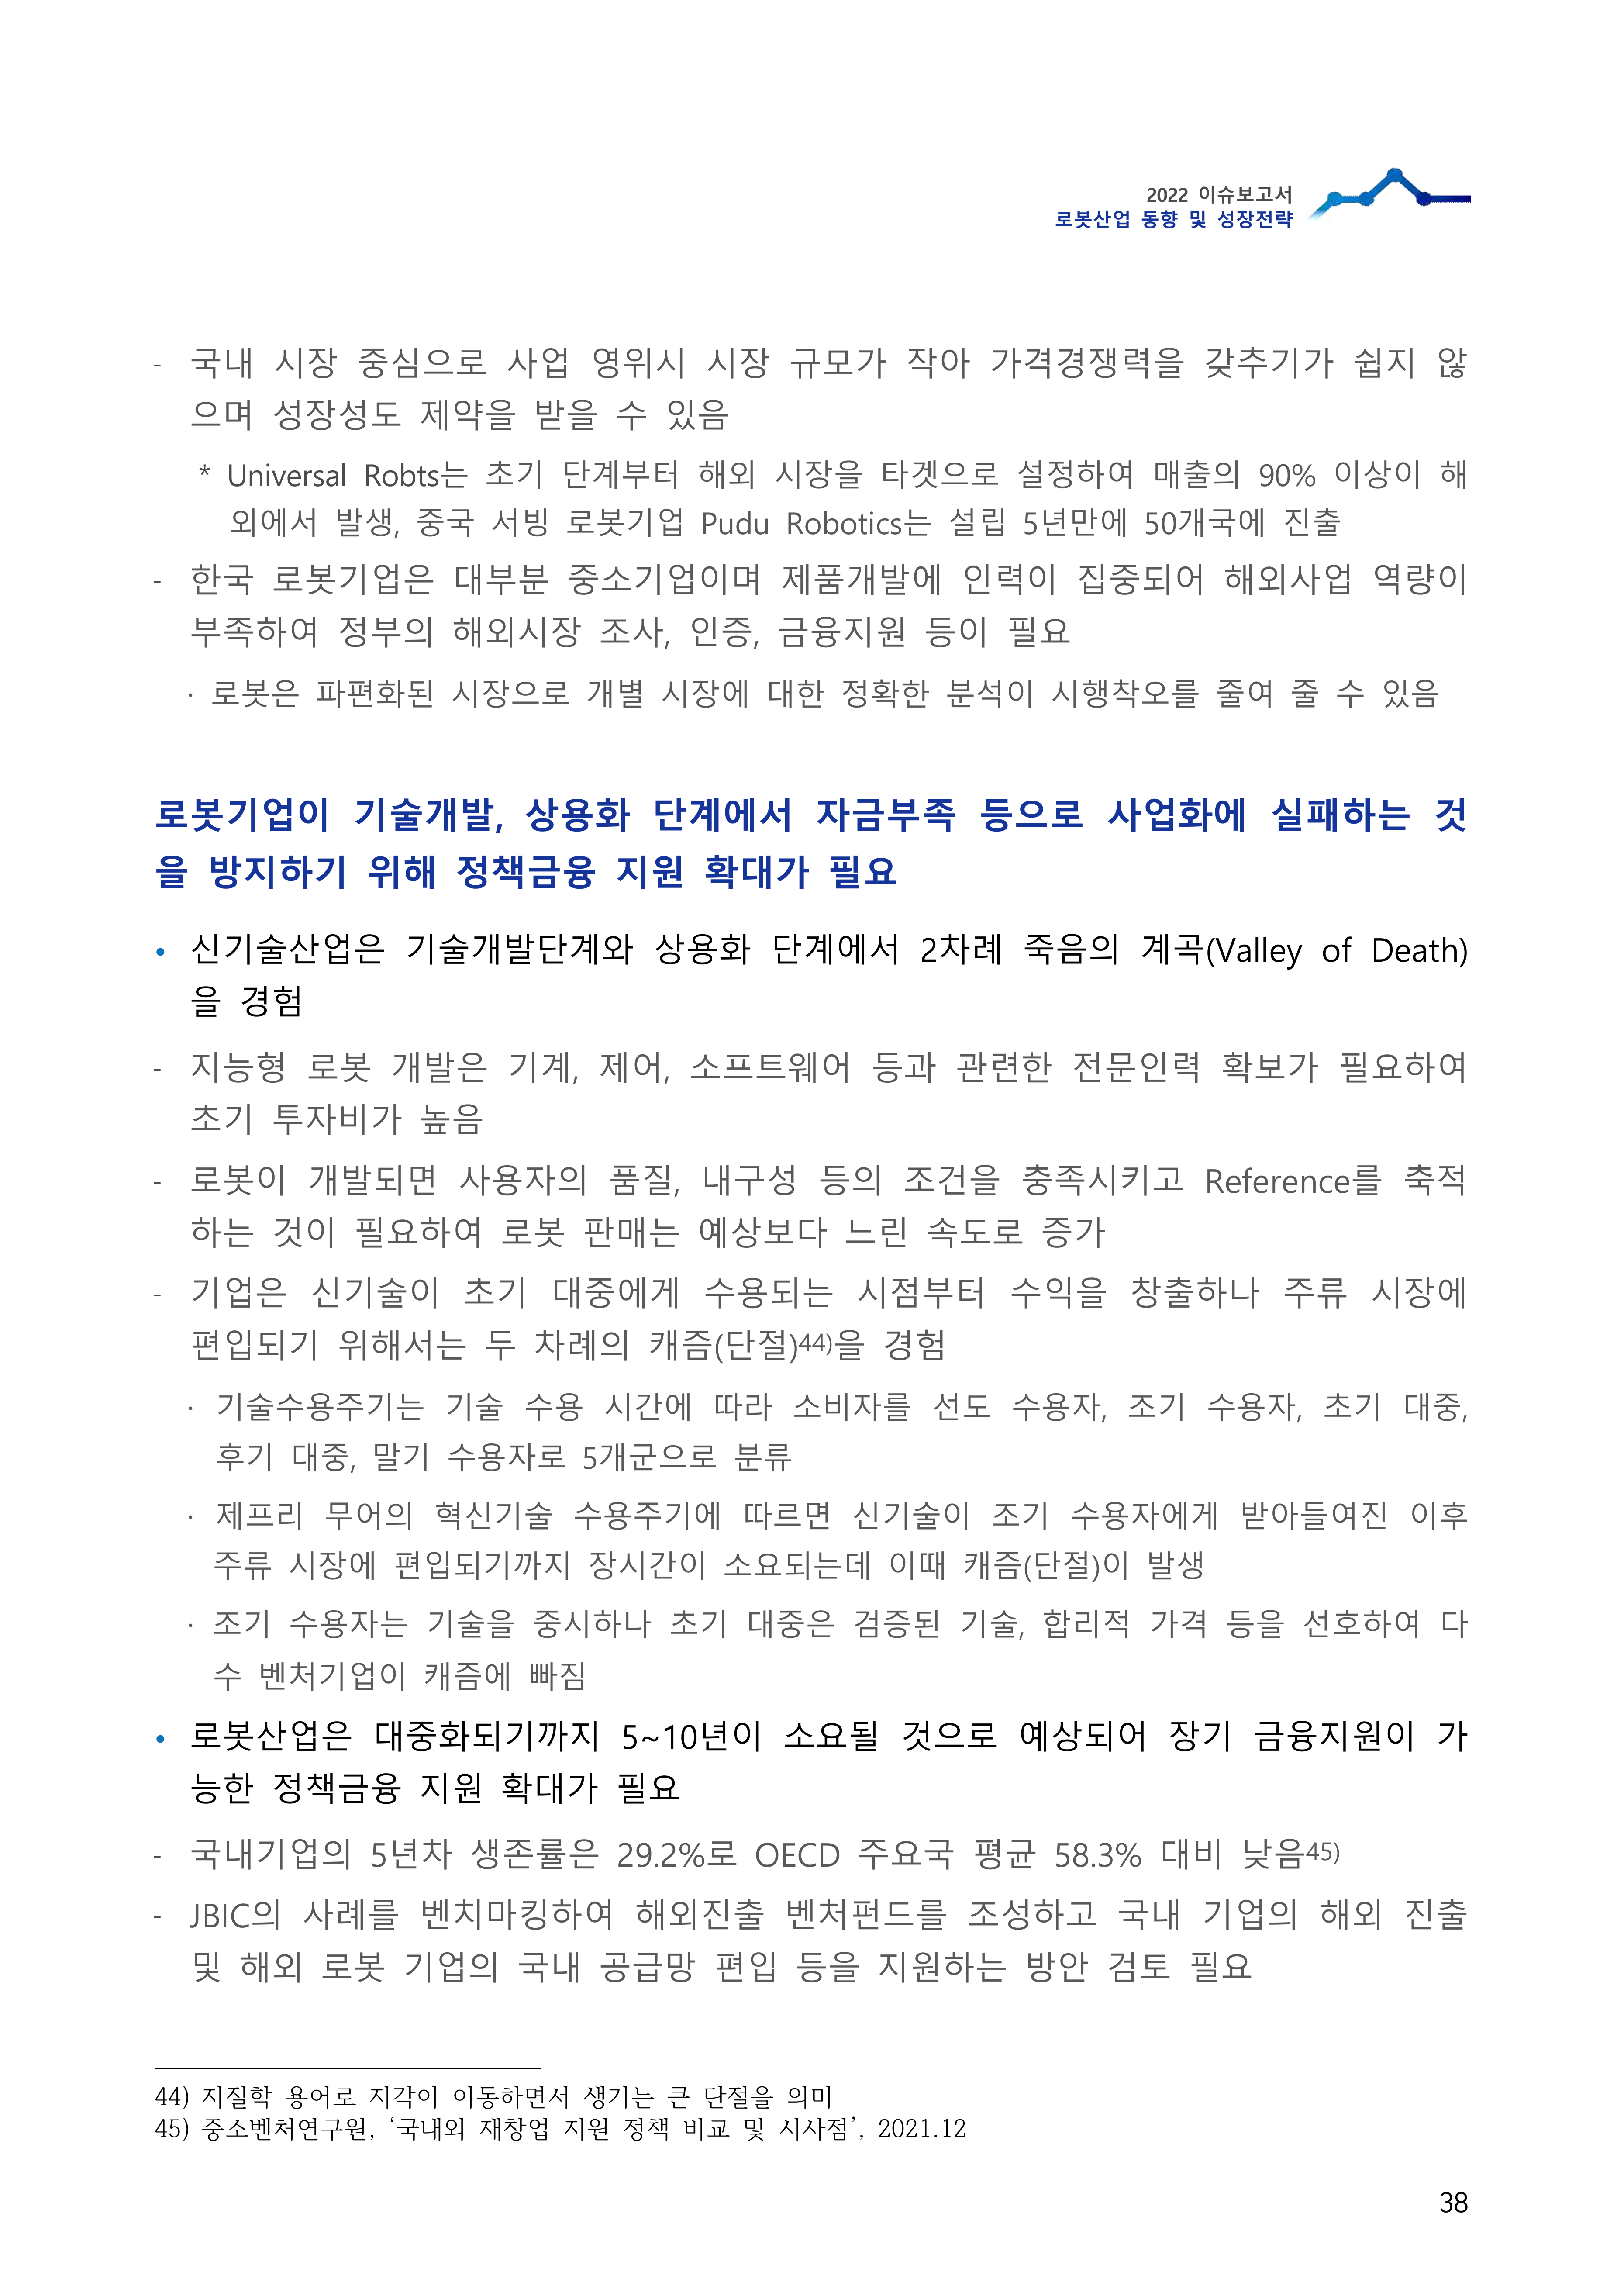 2022 이슈보고서
로봇산업 동향 및 성장전략
- 국내 시장 중심으로 사업 영위시 시장 규모가 작아 가격경쟁력을 갖추기가 쉽지 않
으며 성장성도 제약을 받을 수 있음
* Universal Robts는 초기 단계부터 해외 시장을 타겟으로 설정하여 매출의 90% 이상이 해
외에서 발생, 중국 서빙 로봇기업 Pudu Robotics는 설립 5년만에 50개국에 진출
- 한국 로봇기업은 대부분 중소기업이며 제품개발에 인력이 집중되어 해외사업 역량이
부족하여 정부의 해외시장 조사, 인증, 금융지원 등이 필요
· 로봇은 파편화된 시장으로 개별 시장에 대한 정확한 분석이 시행착오를 줄여 줄 수 있음
로봇기업이 기술개발, 상용화 단계에서 자금부족 등으로 사업화에 실패하는 것
을 방지하기 위해 정책금융 지원 확대가 필요
• 신기술산업은 기술개발단계와 상용화 단계에서 2차례 죽음의 계곡(Valley of Death)
을 경험
- 지능형 로봇 개발은 기계, 제어, 소프트웨어 등과 관련한 전문인력 확보가 필요하여
초기 투자비가 높음
- 로봇이 개발되면 사용자의 품질, 내구성 등의 조건을 충족시키고 Reference를 축적
하는 것이 필요하여 로봇 판매는 예상보다 느린 속도로 증가
- 기업은 신기술이 초기 대중에게 수용되는 시점부터 수익을 창출하나 주류 시장에
편입되기 위해서는 두 차례의 캐즘(단절)44)을 경험
· 기술수용주기는 기술 수용 시간에 따라 소비자를 선도 수용자, 조기 수용자, 초기 대중,
후기 대중, 말기 수용자로 5개군으로 분류
· 제프리 무어의 혁신기술 수용주기에 따르면 신기술이 조기 수용자에게 받아들여진 이후
주류 시장에 편입되기까지 장시간이 소요되는데 이때 캐즘(단절)이 발생
· 조기 수용자는 기술을 중시하나 초기 대중은 검증된 기술, 합리적 가격 등을 선호하여 다
수 벤처기업이 캐즘에 빠짐
• 로봇산업은 대중화되기까지 5~10년이 소요될 것으로 예상되어 장기 금융지원이 가
능한 정책금융 지원 확대가 필요
- 국내기업의 5년차 생존률은 29.2%로 OECD 주요국 평균 58.3% 대비 낮음45)
- JBIC의 사례를 벤치마킹하여 해외진출 벤처펀드를 조성하고 국내 기업의 해외 진출
및 해외 로봇 기업의 국내 공급망 편입 등을 지원하는 방안 검토 필요
44) 지질학 용어로 지각이 이동하면서 생기는 큰 단절을 의미
45) 중소벤처연구원, ‘국내외 재창업 지원 정책 비교 및 시사점’, 2021.12
38